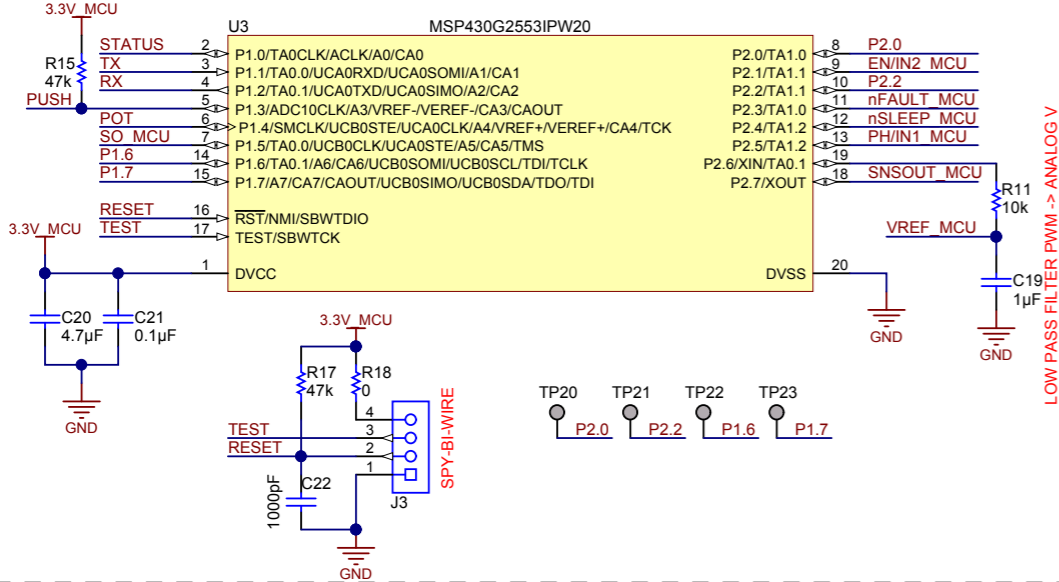 3.3V_MCU
U3
MSP430G2553IPW20
R15
47k
PUSH
STATUS
2
P1.0/TA0CLK/ACLK/A0/CA0
TX
3
P1.1/TA0.0/UCA0RXD/UCA0SOMI/A1/CA1
RX
4
P1.2/TA0.1/UCA0TXD/UCA0SIMO/A2/CA2
5
P1.3/ADC10CLK/A3/VREF-/VEREF-/CA3/CAOUT
POT
6
P1.4/SMCLK/UCB0STE/UCA0CLK/A4/VREF+/VEREF+/CA4/TCK
SO_MCU
7
P1.5/TA0.0/UCB0CLK/UCA0STE/A5/CA5/TMS
P1.6
14
P1.6/TA0.1/A6/CA6/UCB0SOMI/UCB0SCL/TDI/TCLK
P1.7
15
P1.7/A7/CA7/CAOUT/UCB0SIMO/UCB0SDA/TDO/TDI
RESET
16
RST/NMI/SBWTDIO
TEST
17
TEST/SBWTCK
1
DVCC
P2.0/TA1.0
8
P2.0
P2.1/TA1.1
9
EN/IN2_MCU
P2.2/TA1.1
10
P2.2
P2.3/TA1.0
11
nFAULT_MCU
P2.4/TA1.2
12
nSLEEP_MCU
P2.5/TA1.2
13
PH/IN1_MCU
P2.6/XIN/TA0.1
19
P2.7/XOUT
18
SNSOUT_MCU
DVSS
20
GND
R11
10k
VREF_MCU
C19
1µF
GND
LOW PASS FILTER PWM -> ANALOG V
3.3V_MCU
C20
4.7µF
C21
0.1µF
GND
3.3V_MCU
R17
47k
R18
0
4
TEST
3
RESET
2
1
J3
SPY-BI-WIRE
C22
1000pF
GND
TP20
P2.0
TP21
P2.2
TP22
P1.6
TP23
P1.7